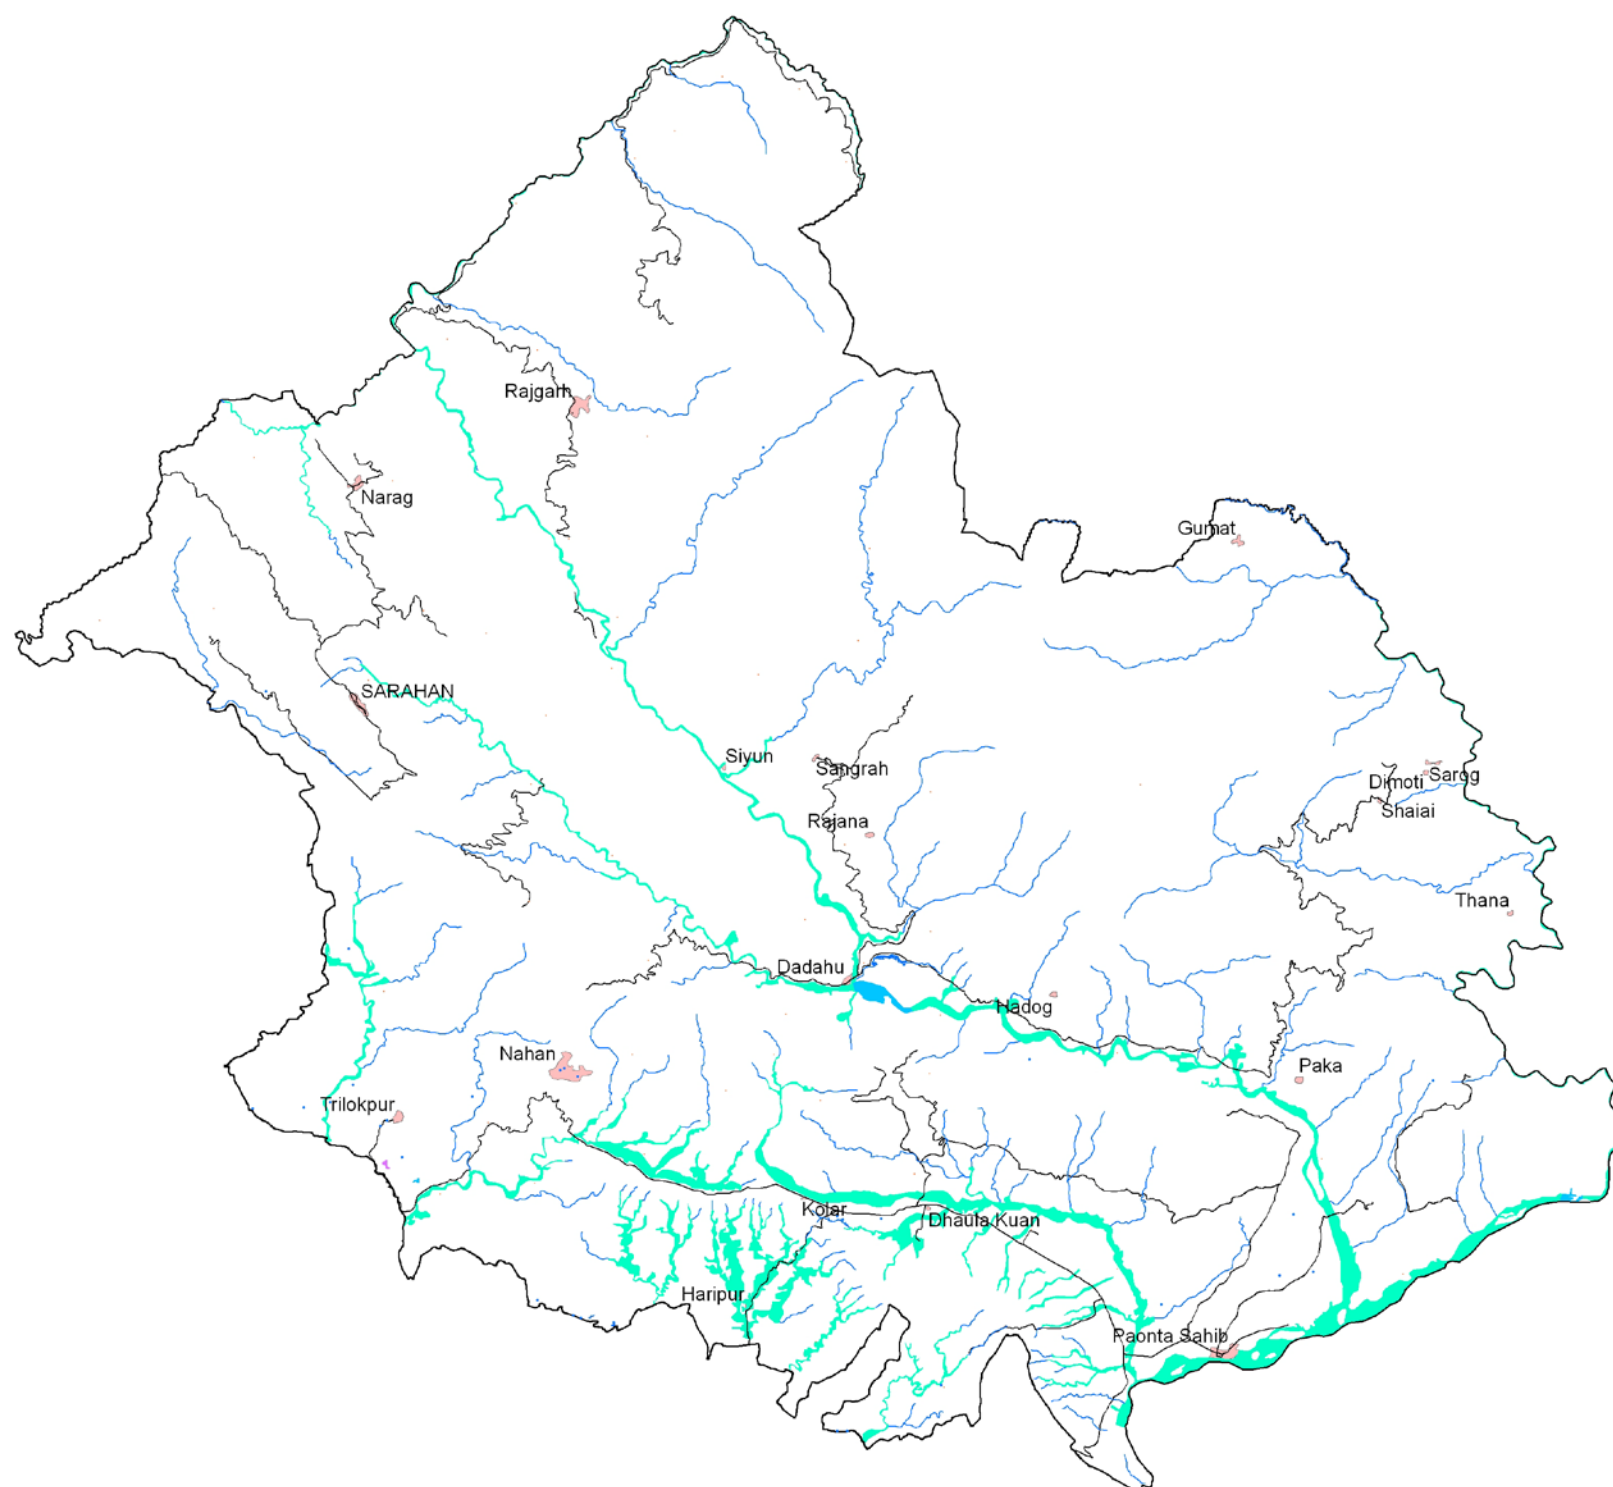 Rajgarh
Narag
Gumat
SARAHAN
Siyun
Sangrah
Dimoti
Sarog
Shaiai
Rajana
Thana
Dadahu
Hadog
Nahan
Paka
Trilokpur
Kolar
Dhaula Kuan
Haripur
Paonta Sahib